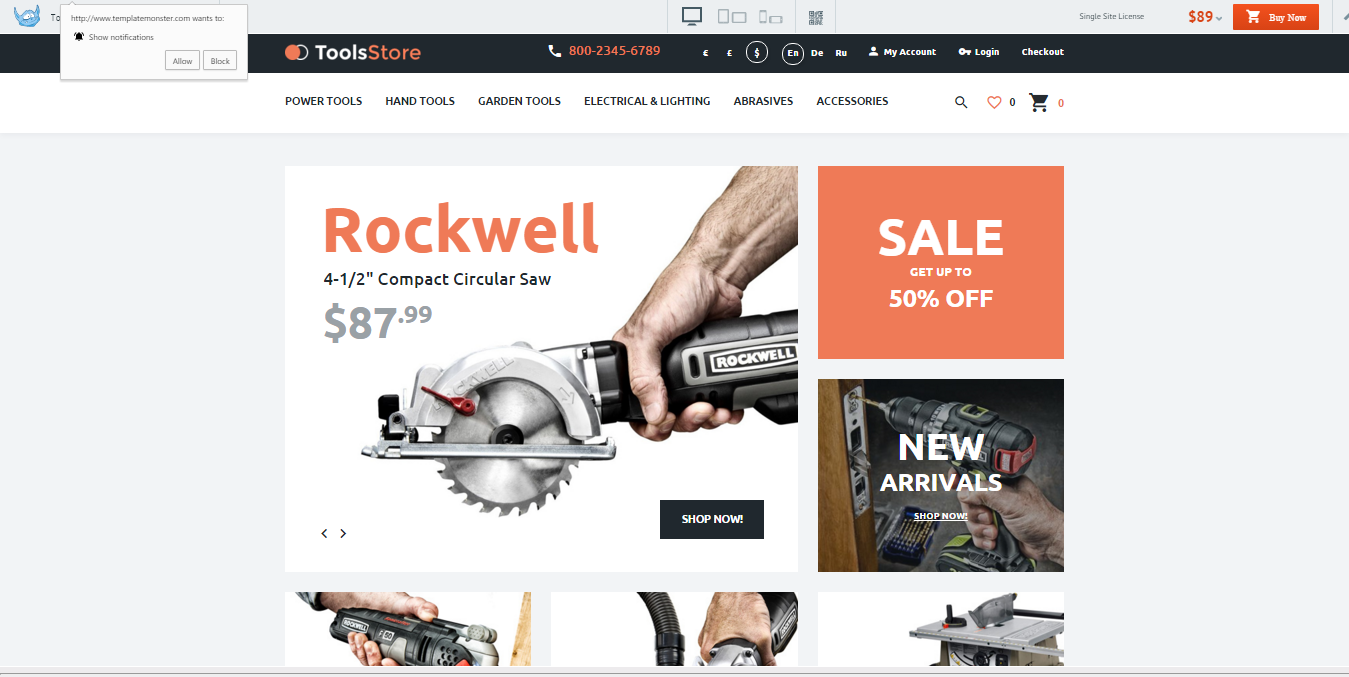 To
http://www.templatemonster.com wants to:
Show notifications
Allow Block
Single Site License
$89
Buy Now
ToolsStore
800-2345-6789
€ £ $
En De Ru
My Account
Login
Checkout
POWER TOOLS HAND TOOLS GARDEN TOOLS ELECTRICAL & LIGHTING ABRASIVES ACCESSORIES
0
0
Rockwell
4-1/2" Compact Circular Saw
$87.99
ROCKWELL
ROCKWELL
SHOP NOW!
SALE
GET UP TO
50% OFF
NEW
ARRIVALS
SHOP NOW!
ROCKWELL